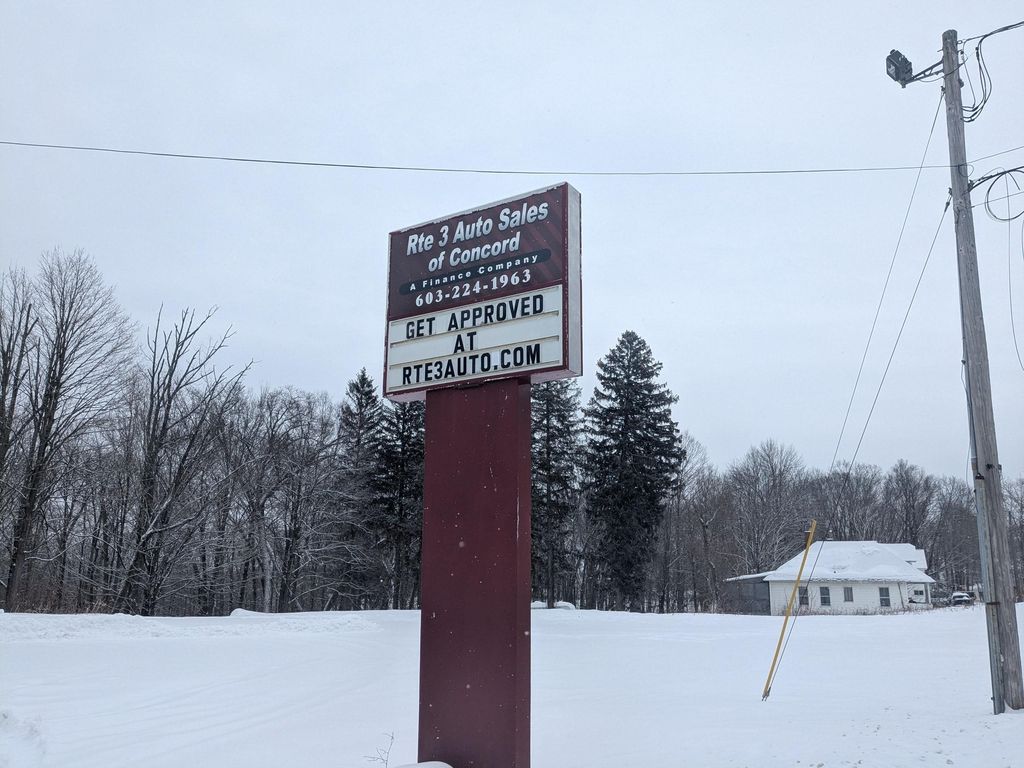 Rte 3 Auto Sales
of Concord
A Finance Company
603-224-1963
GET APPROVED
AT
RTE3AUTO.COM